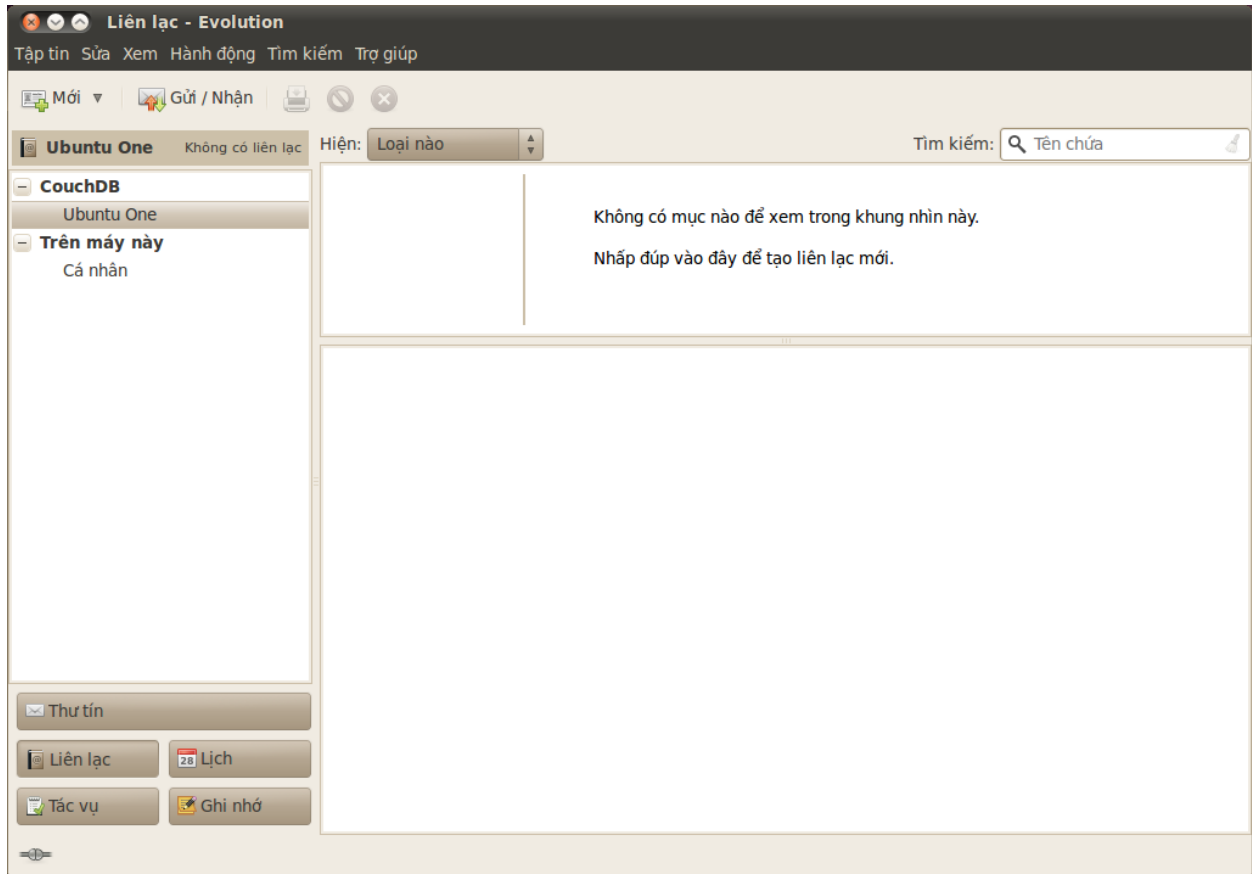 Liên lạc - Evolution
Tập tin Sửa Xem Hành động Tìm kiếm Trợ giúp
Mới Gửi / Nhận
Ubuntu One Không có liên lạc
Hiện: Loại nào Tìm kiếm: Tên chứa
CouchDB
Ubuntu One
Trên máy này
Cá nhân
Không có mục nào để xem trong khung nhìn này.
Nhấp đúp vào đây để tạo liên lạc mới.
Thư tín
Liên lạc 28 Lịch
Tác vụ Ghi nhớ